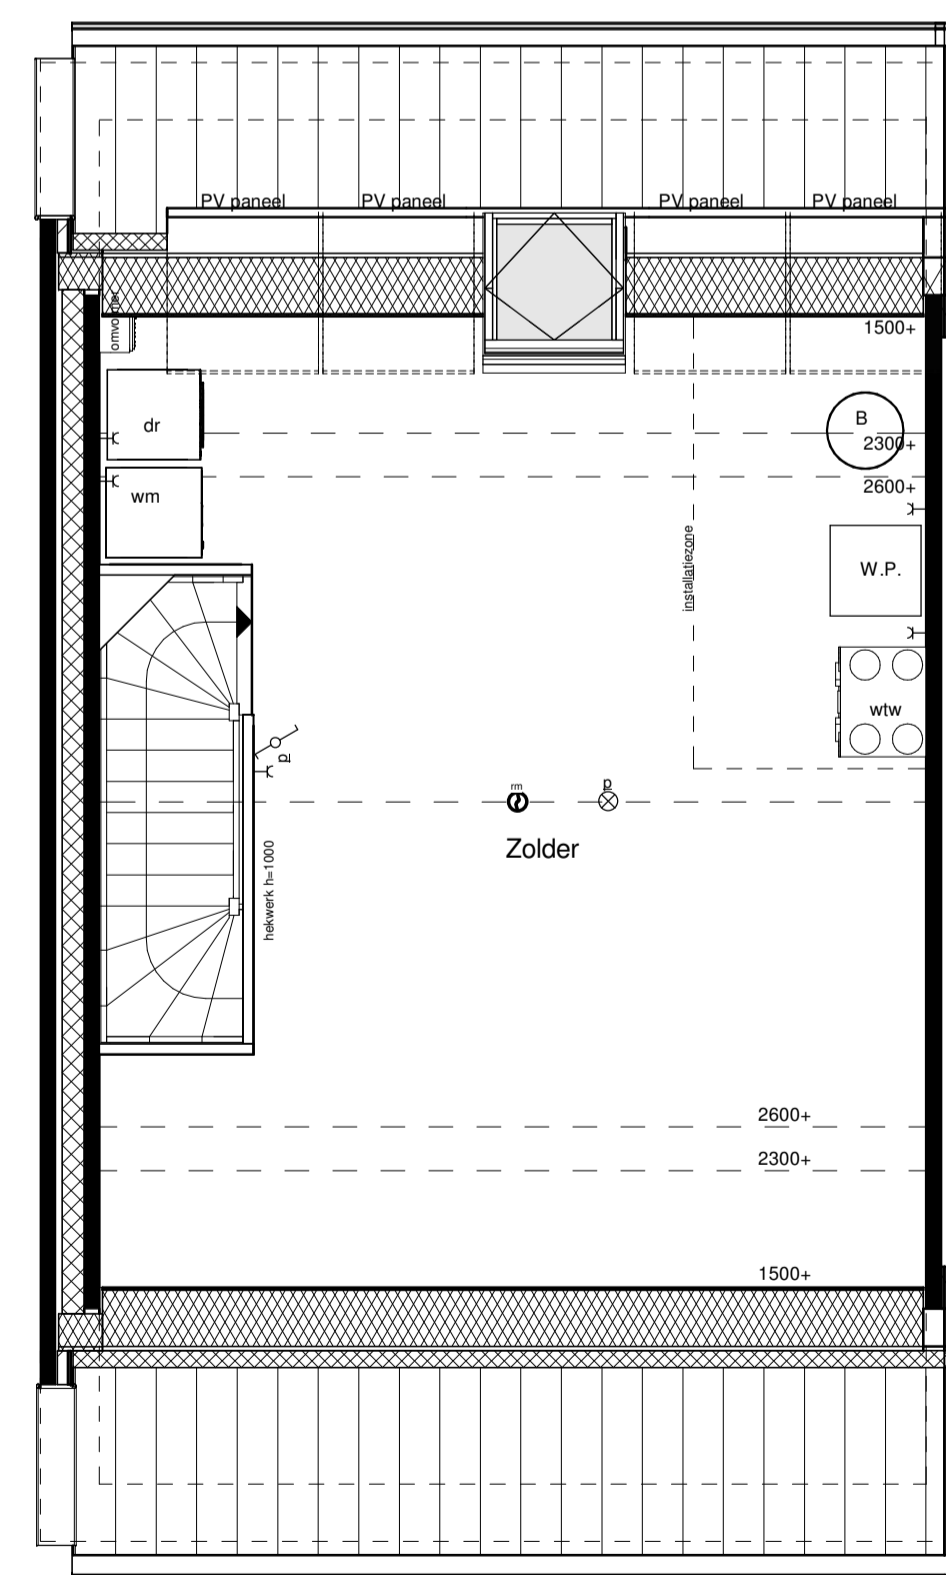 PV paneel PV paneel PV paneel PV paneel
omvormer
1500+
dr
B
2300+
2600+
wm
installatiezone
W.P.
wtw
p
rm
p
Zolder
hekwerk h=1000
2600+
2300+
1500+